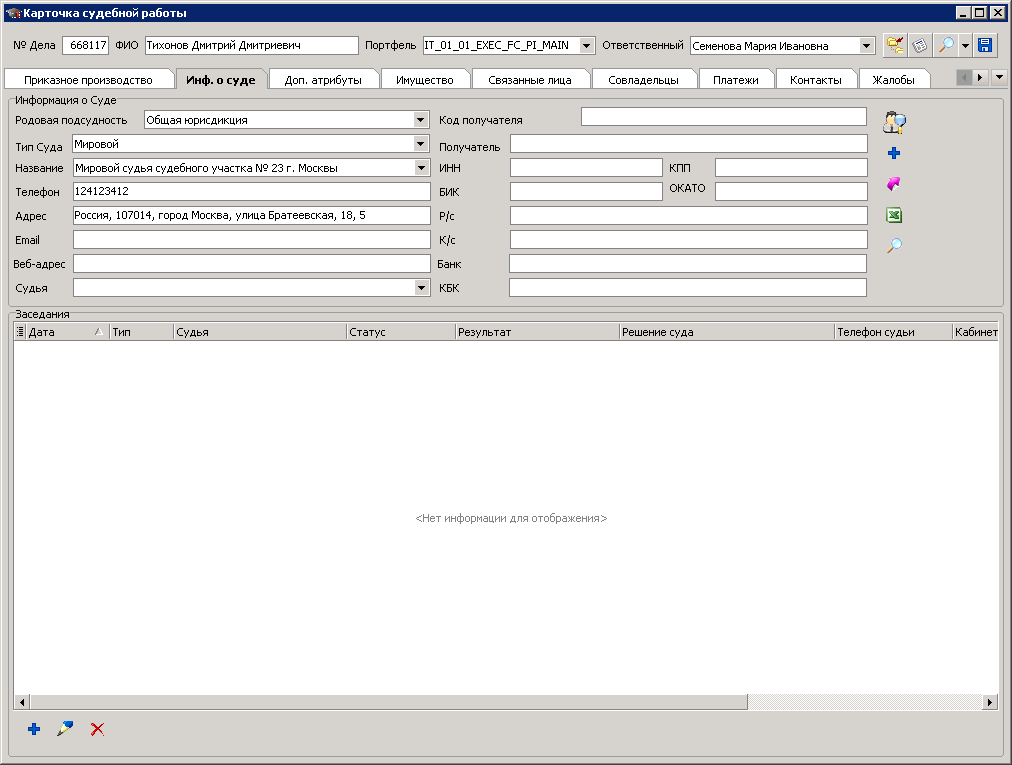 Карточка судебной работы
№ Дела 668117 ФИО Тихонов Дмитрий Дмитриевич Портфель IT_01_01_EXEC_FC_PI_MAIN Ответственный Семенова Мария Ивановна
Приказное производство Инф. о суде Доп. атрибуты Имущество Связанные лица Совладельцы Платежи Контакты Жалобы
Информация о Суде
Родовая подсудность Общая юрисдикция Код получателя
Тип Суда Мировой Получатель
Название Мировой судья судебного участка № 23 г. Москвы ИНН КПП
Телефон 124123412 БИК ОКАТО
Адрес Россия, 107014, город Москва, улица Братеевская, 18, 5 Р/с
Email К/с
Веб-адрес Банк
Судья КБК
Заседания
Дата Тип Судья Статус Результат Решение суда Телефон судьи Кабинет
<Нет информации для отображения>